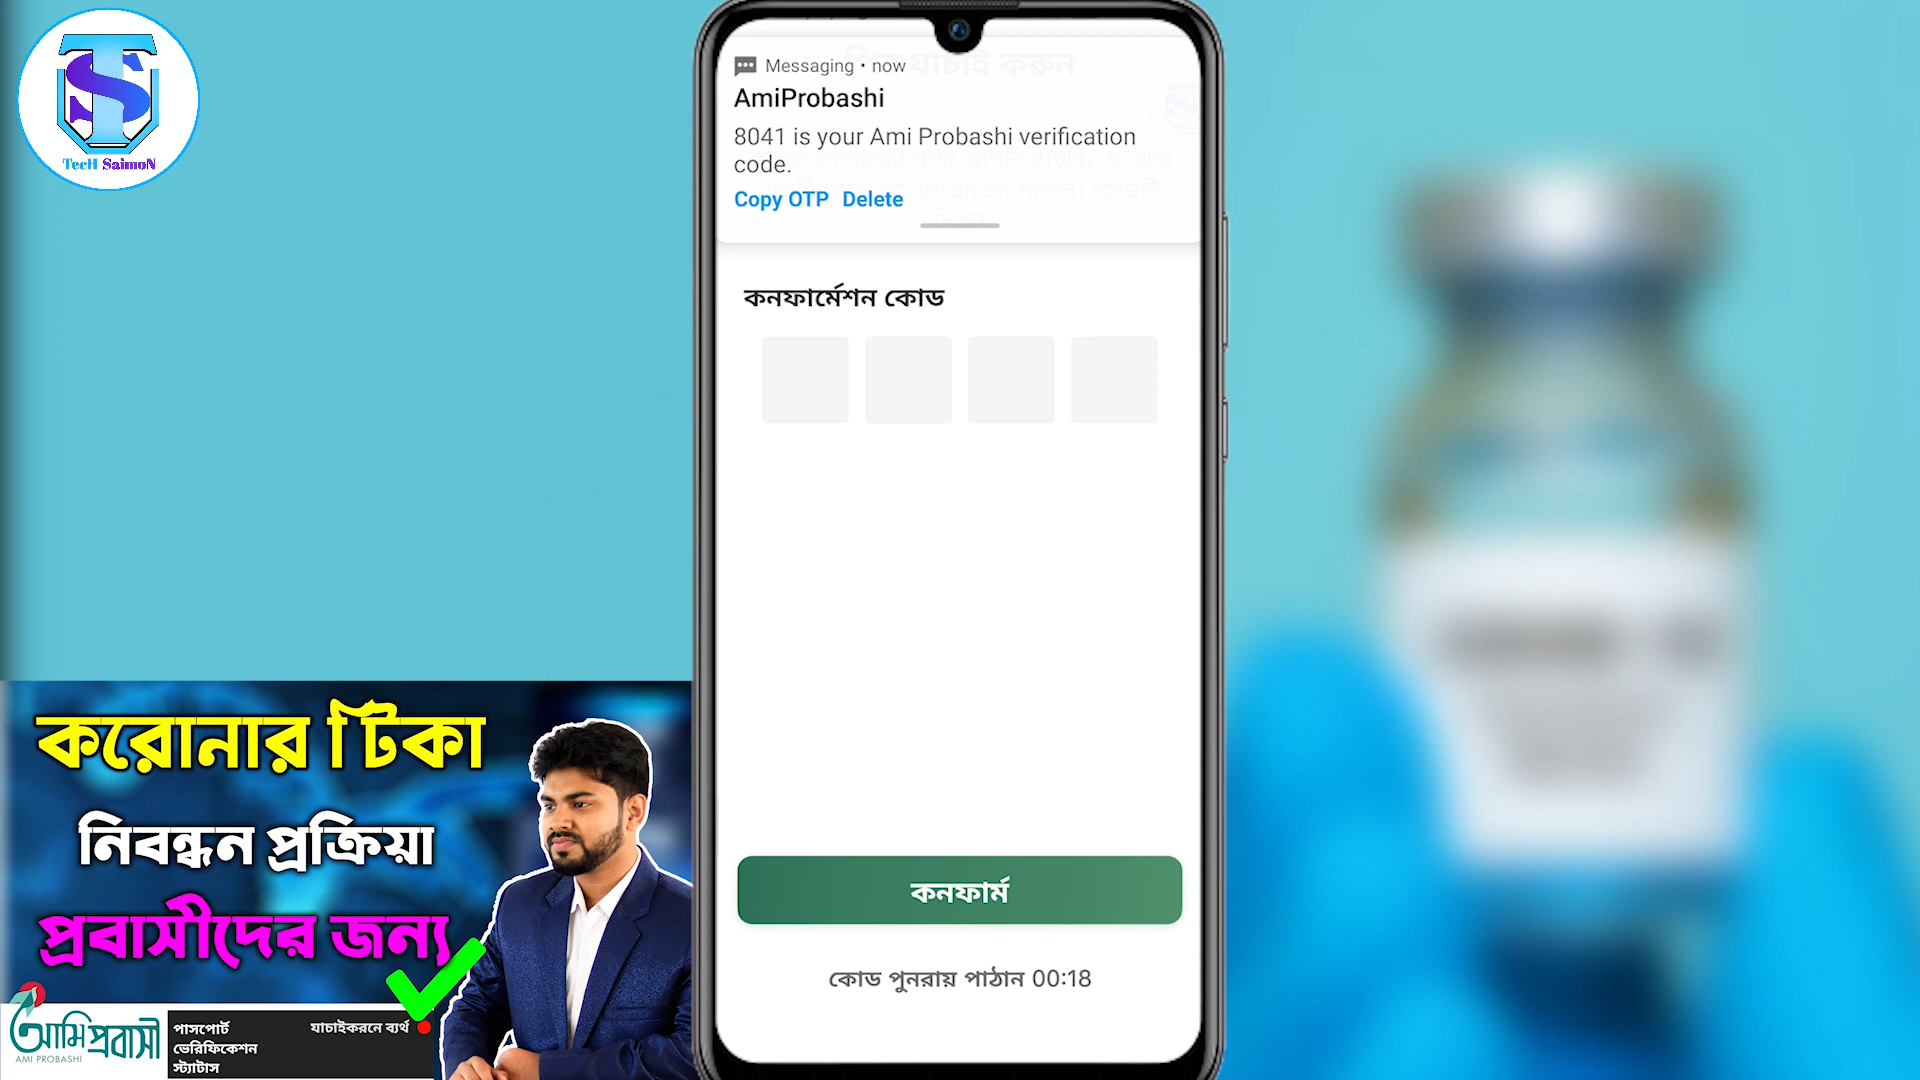 TecH SaimoN
Messaging • now
AmiProbashi
8041 is your Ami Probashi verification
code.
Copy OTP Delete
কনফার্মেশন কোড
কনফার্ম
কোড পুনরায় পাঠান 00:18
করোনার টিকা
নিবন্ধন প্রক্রিয়া
প্রবাসীদের জন্য
আমি প্রবাসী
AMI PROBASHI
পাসপোর্ট
ভেরিফিকেশন
স্ট্যাটাস
যাচাইকরনে ব্যর্থ